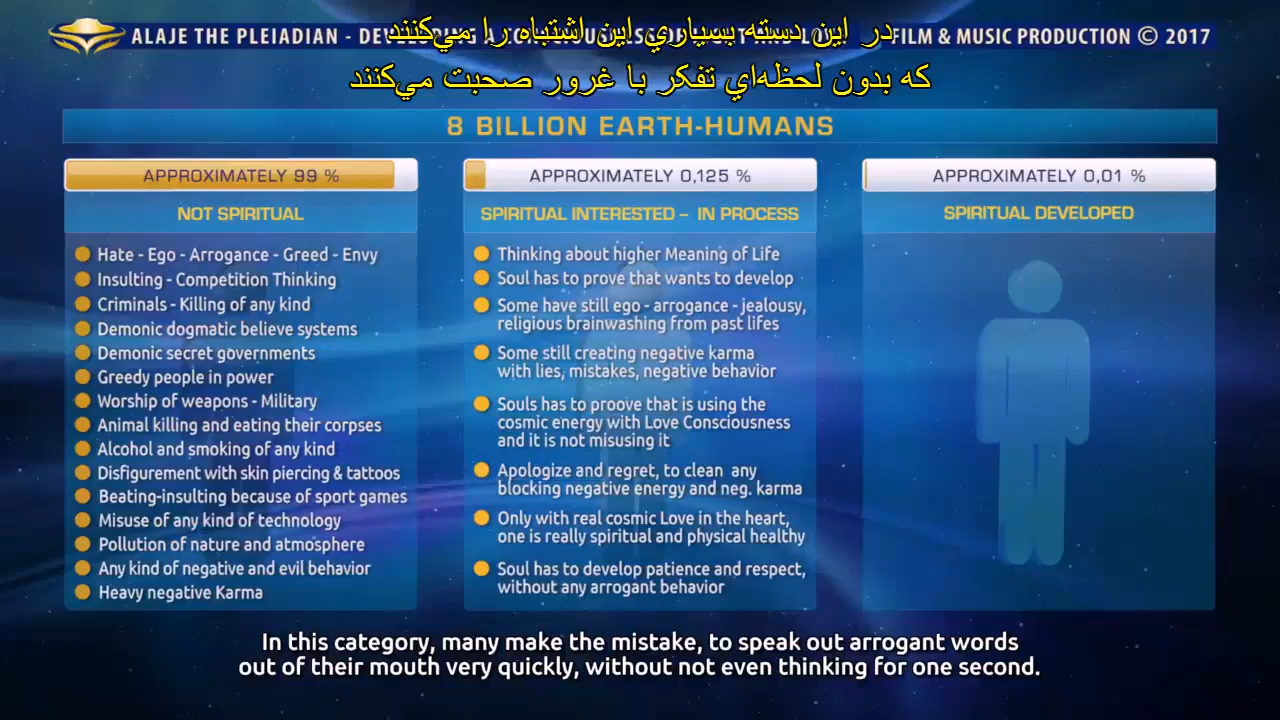 ALAJE THE PLEIADIAN - DEVELOPING A CONSCIOUSNESS OF LIGHT AND LOVE FILM & MUSIC PRODUCTION © 2017
در این دسته بسیاري این اشتباه را مي‌کنند
که بدون لحظه‌اي تفکر با غرور صحبت مي‌کنند
8 BILLION EARTH-HUMANS
APPROXIMATELY 99 %
NOT SPIRITUAL
Hate - Ego - Arrogance - Greed - Envy
Insulting - Competition Thinking
Criminals - Killing of any kind
Demonic dogmatic believe systems
Demonic secret governments
Greedy people in power
Worship of weapons - Military
Animal killing and eating their corpses
Alcohol and smoking of any kind
Disfigurement with skin piercing & tattoos
Beating-insulting because of sport games
Misuse of any kind of technology
Pollution of nature and atmosphere
Any kind of negative and evil behavior
Heavy negative Karma
APPROXIMATELY 0,125 %
SPIRITUAL INTERESTED – IN PROCESS
Thinking about higher Meaning of Life
Soul has to prove that wants to develop
Some have still ego - arrogance - jealousy,
religious brainwashing from past lifes
Some still creating negative karma
with lies, mistakes, negative behavior
Souls has to proove that is using the
cosmic energy with Love Consciousness
and it is not misusing it
Apologize and regret, to clean any
blocking negative energy and neg. karma
Only with real cosmic Love in the heart,
one is really spiritual and physical healthy
Soul has to develop patience and respect,
without any arrogant behavior
APPROXIMATELY 0,01 %
SPIRITUAL DEVELOPED
In this category, many make the mistake, to speak out arrogant words
out of their mouth very quickly, without not even thinking for one second.